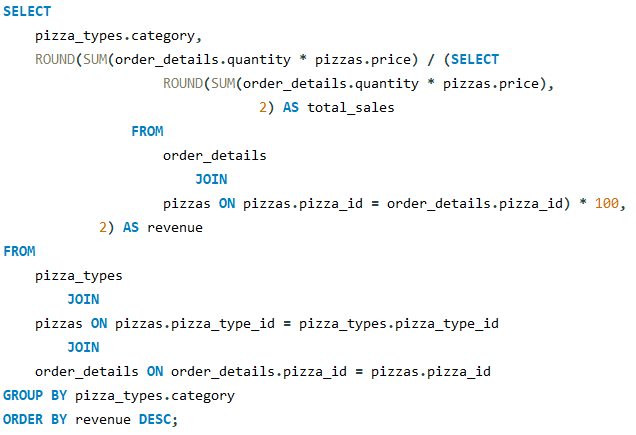 SELECT
pizza_types.category,
ROUND(SUM(order_details.quantity * pizzas.price) / (SELECT
ROUND(SUM(order_details.quantity * pizzas.price),
2) AS total_sales
FROM
order_details
JOIN
pizzas ON pizzas.pizza_id = order_details.pizza_id) * 100,
2) AS revenue
FROM
pizza_types
JOIN
pizzas ON pizzas.pizza_type_id = pizza_types.pizza_type_id
JOIN
order_details ON order_details.pizza_id = pizzas.pizza_id
GROUP BY pizza_types.category
ORDER BY revenue DESC;